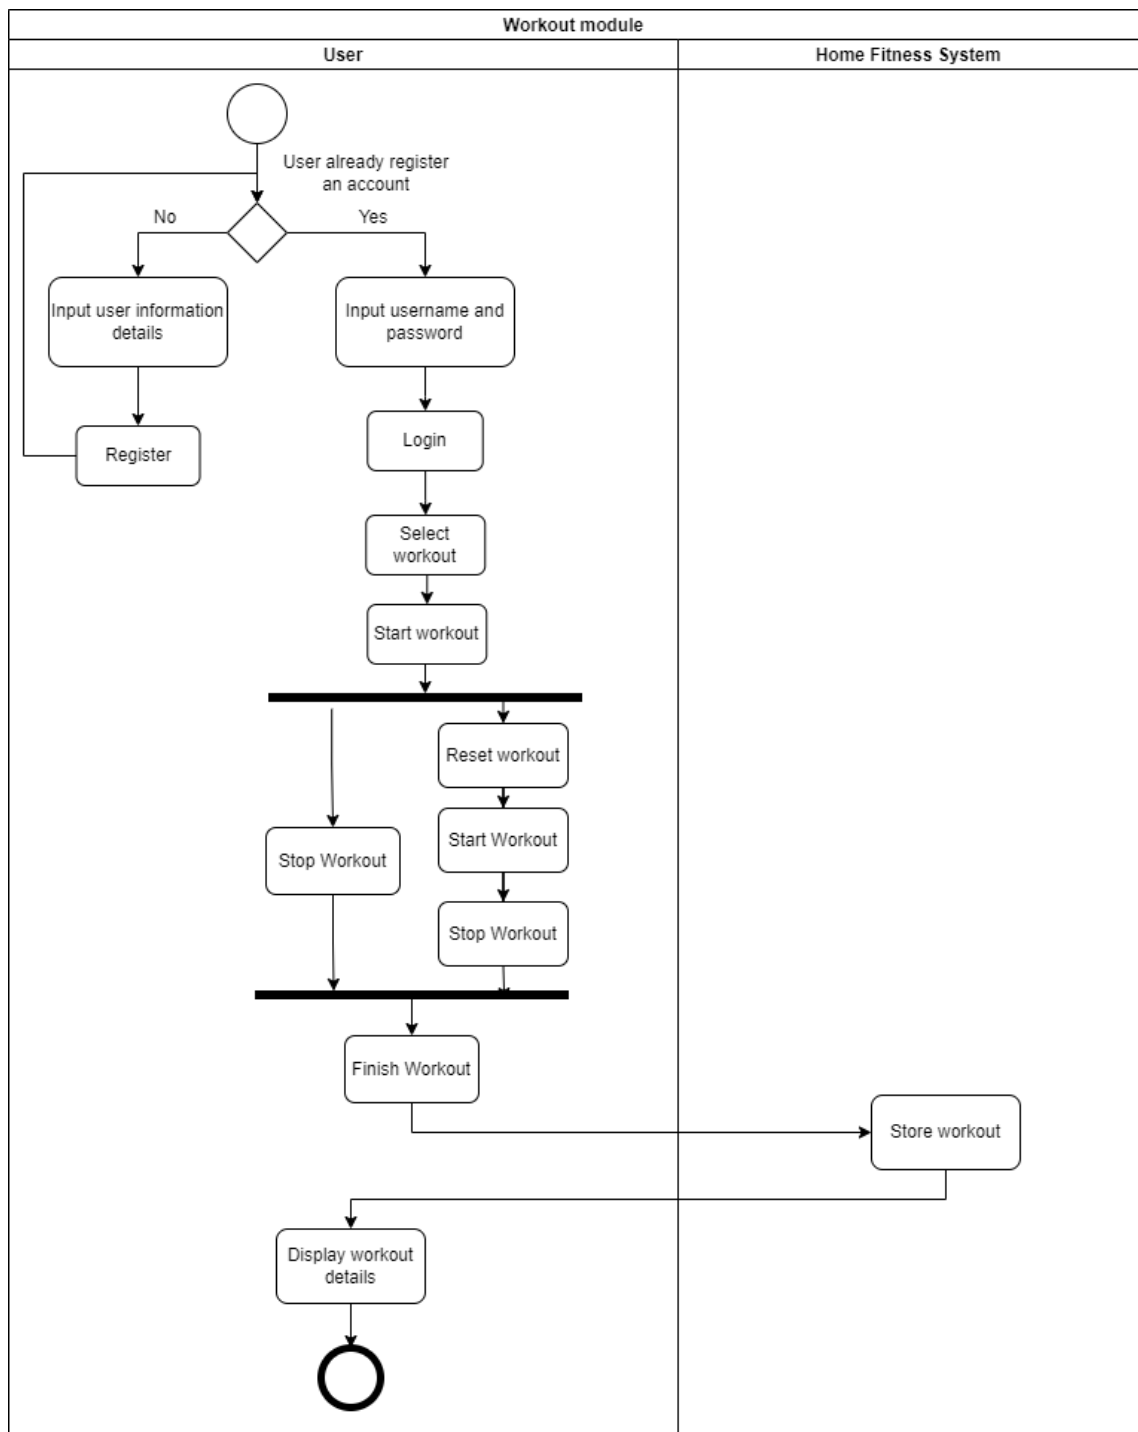 Workout module
User
Home Fitness System
User already register
an account
No
Yes
Input user information
details
Input username and
password
Register
Login
Select
workout
Start workout
Reset workout
Start Workout
Stop Workout
Stop Workout
Finish Workout
Store workout
Display workout
details